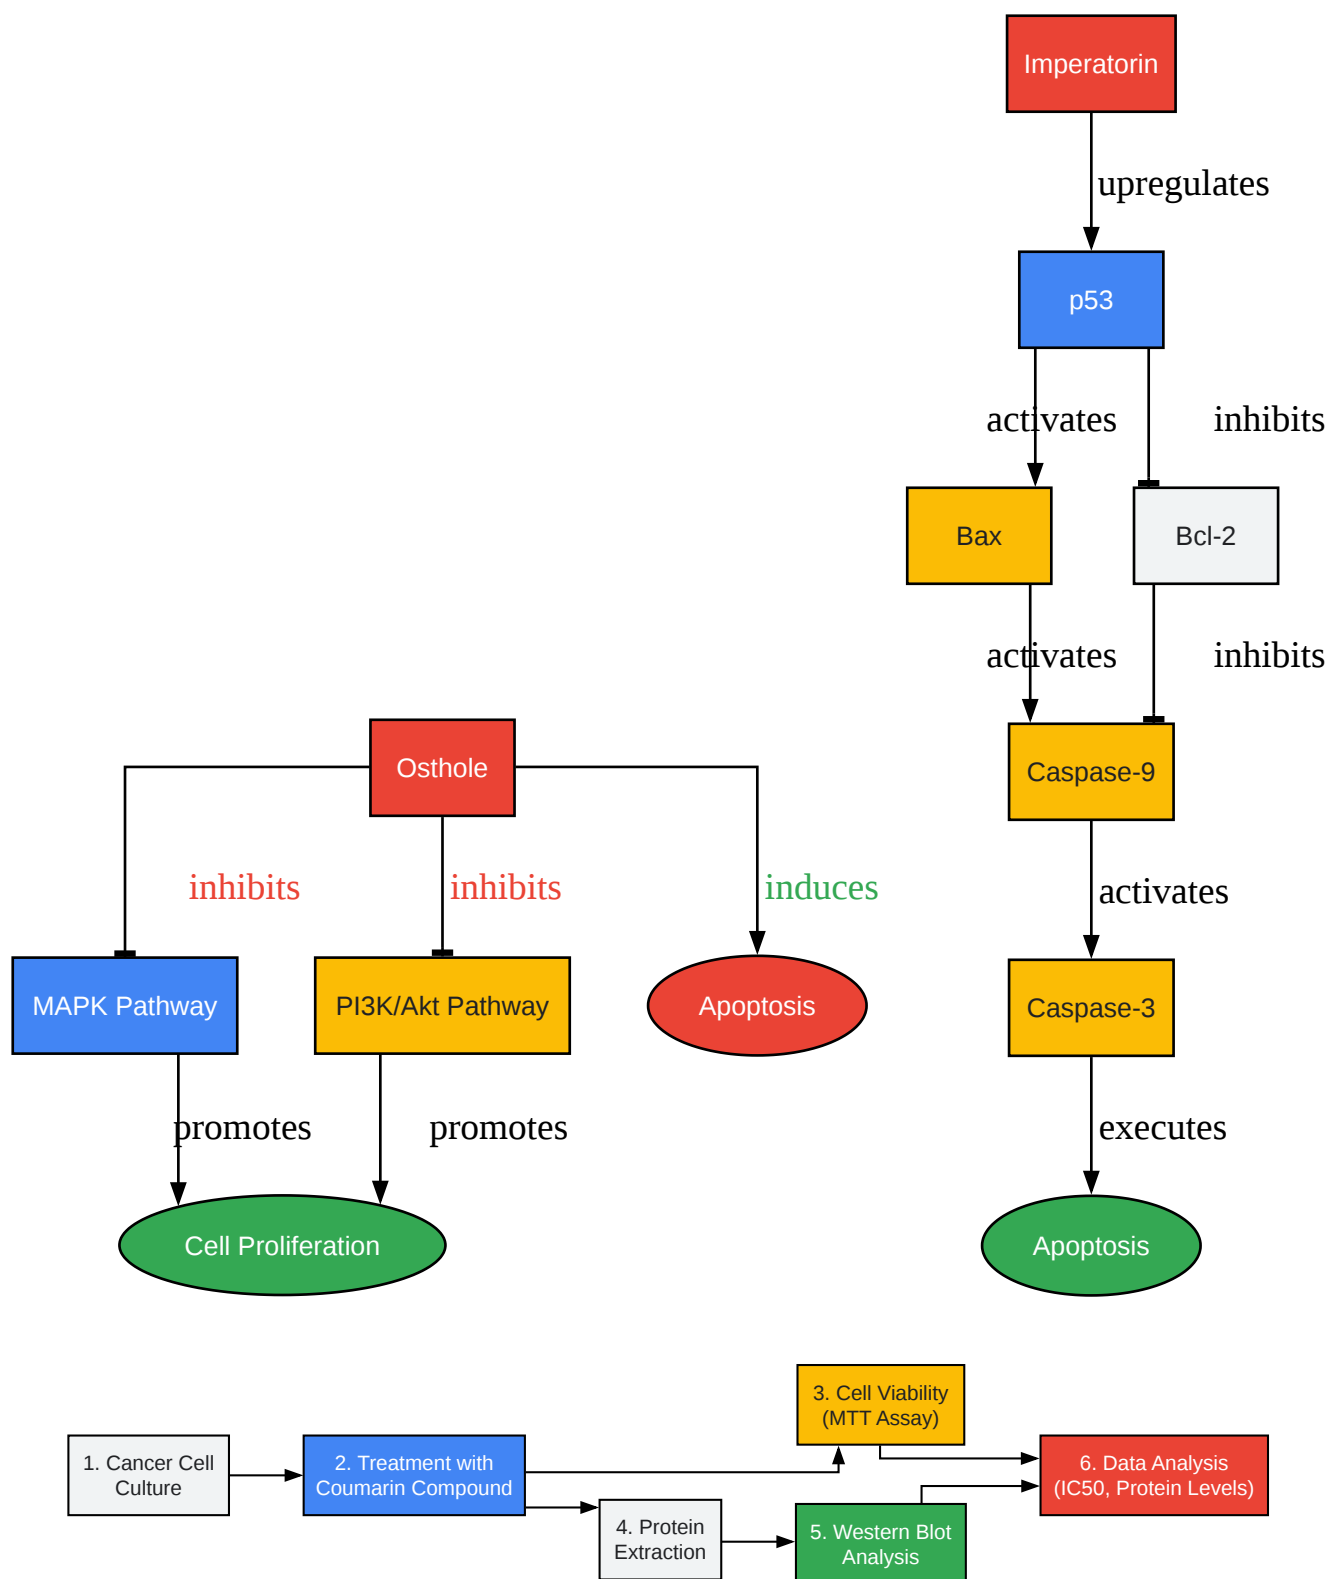 Imperatorin
upregulates
p53
activates
inhibits
Bax
Bcl-2
activates
inhibits
Osthole
Caspase-9
inhibits
inhibits
induces
activates
MAPK Pathway
PI3K/Akt Pathway
Apoptosis
Caspase-3
promotes
promotes
executes
Cell Proliferation
Apoptosis
1. Cancer Cell
Culture
2. Treatment with
Coumarin Compound
3. Cell Viability
(MTT Assay)
4. Protein
Extraction
5. Western Blot
Analysis
6. Data Analysis
(IC50, Protein Levels)